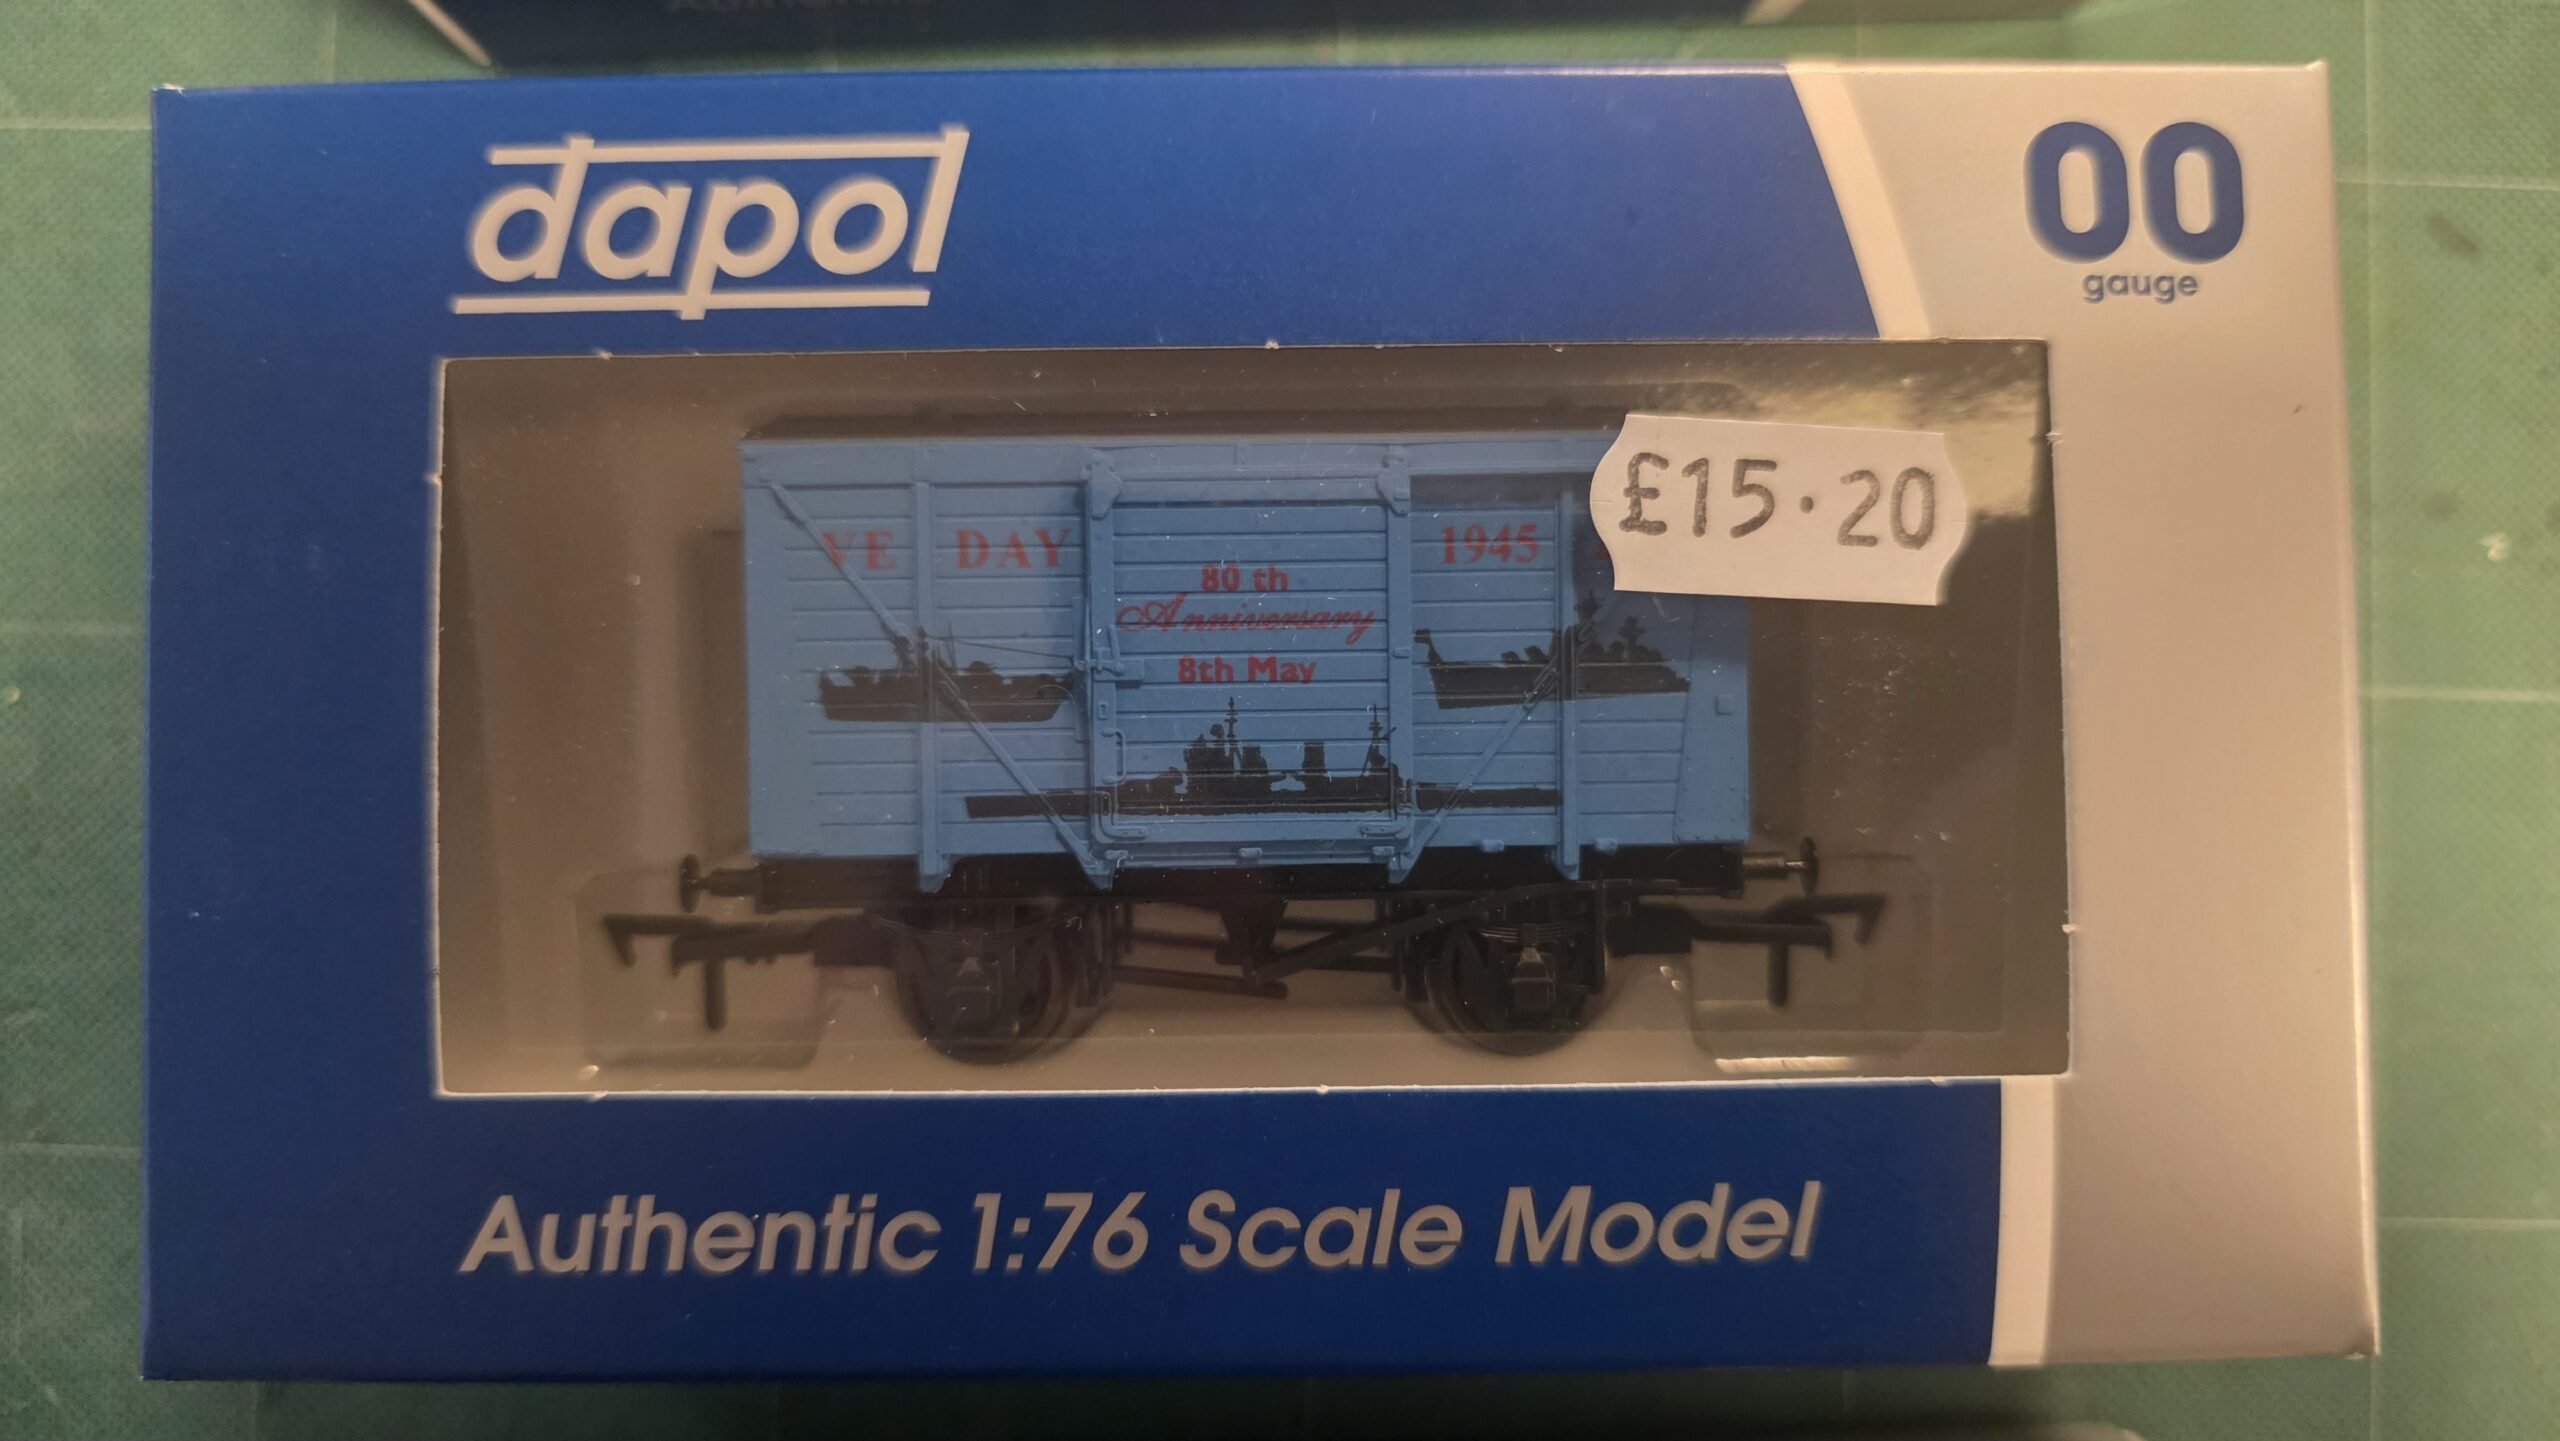 dapol
00
gauge
£15.20
VE DAY 1945
80 th
Anniversary
8th May
Authentic 1:76 Scale Model